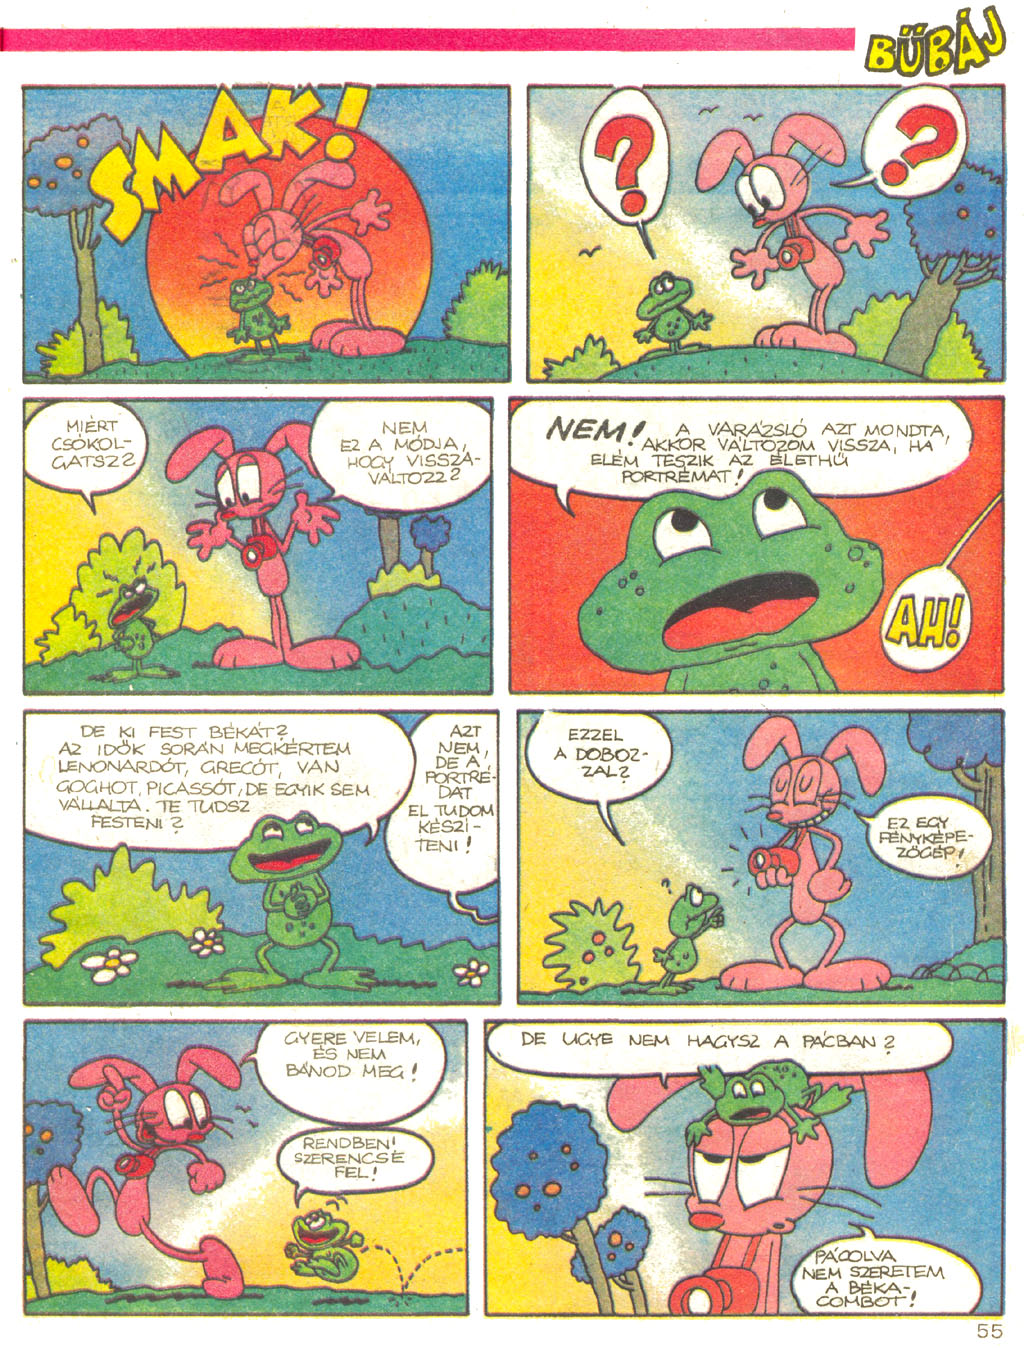 BŰBÁJ
SMAK!
?
?
MIÉRT
CSÓKOL-
GATSZ?
NEM
EZ A MÓDJA,
HOGY VISSZA-
VÁLTOZZ?
NEM! A VARÁZSLÓ AZT MONDTA,
AKKOR VÁLTOZOM VISSZA, HA
ELÉM TESZIK AZ ÉLETHŰ
PORTRÉMAT!
AH!
DE KI FEST BÉKÁT?
AZ IDŐK SORÁN MEGKÉRTEM
LENONARDÓT, GRECÓT, VAN
GOGHOT, PICASSÓT, DE EGYIK SEM
VÁLLALTA. TE TUDSZ
FESTENI?
AZT
NEM,
DE A
PORTRÉ-
DAT
EL TUDOM
KÉSZÍ-
TENI!
EZZEL
A DOBOZ-
ZAL?
EZ EGY
FÉNYKÉPE-
ZŐGÉP!
GYERE VELEM,
ÉS NEM
BÁNOD MEG!
RENDBEN!
SZERENCSE
FEL!
DE UGYE NEM HAGYSZ A PÁCBAN?
PÁCOLVA
NEM SZERETEM
A BÉKA-
COMBOT!
55